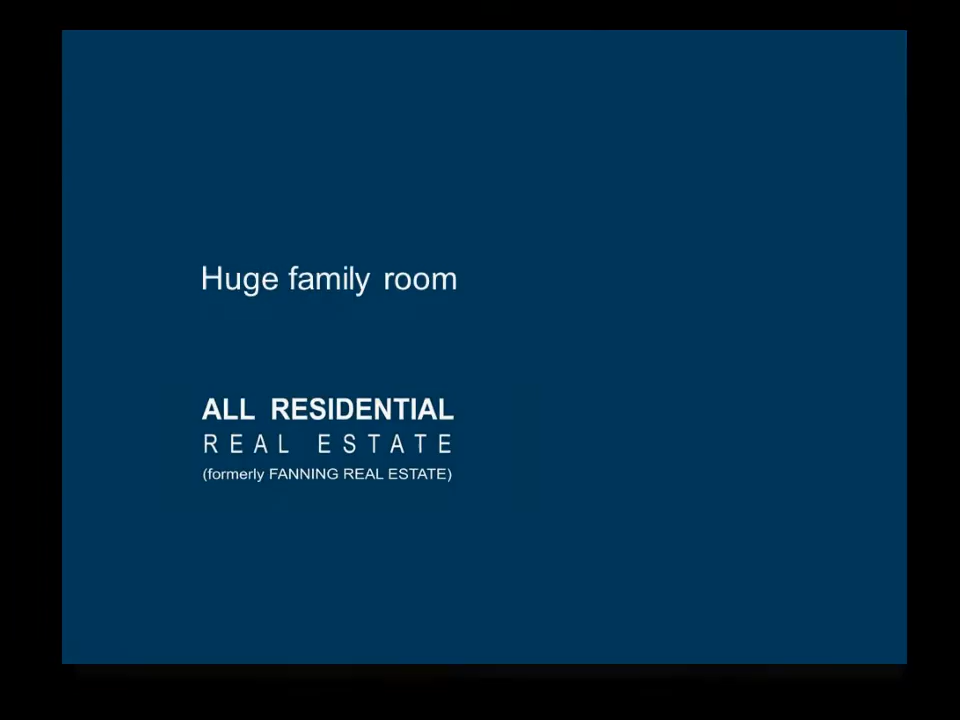 Huge family room
ALL RESIDENTIAL
REAL ESTATE
(formerly FANNING REAL ESTATE)